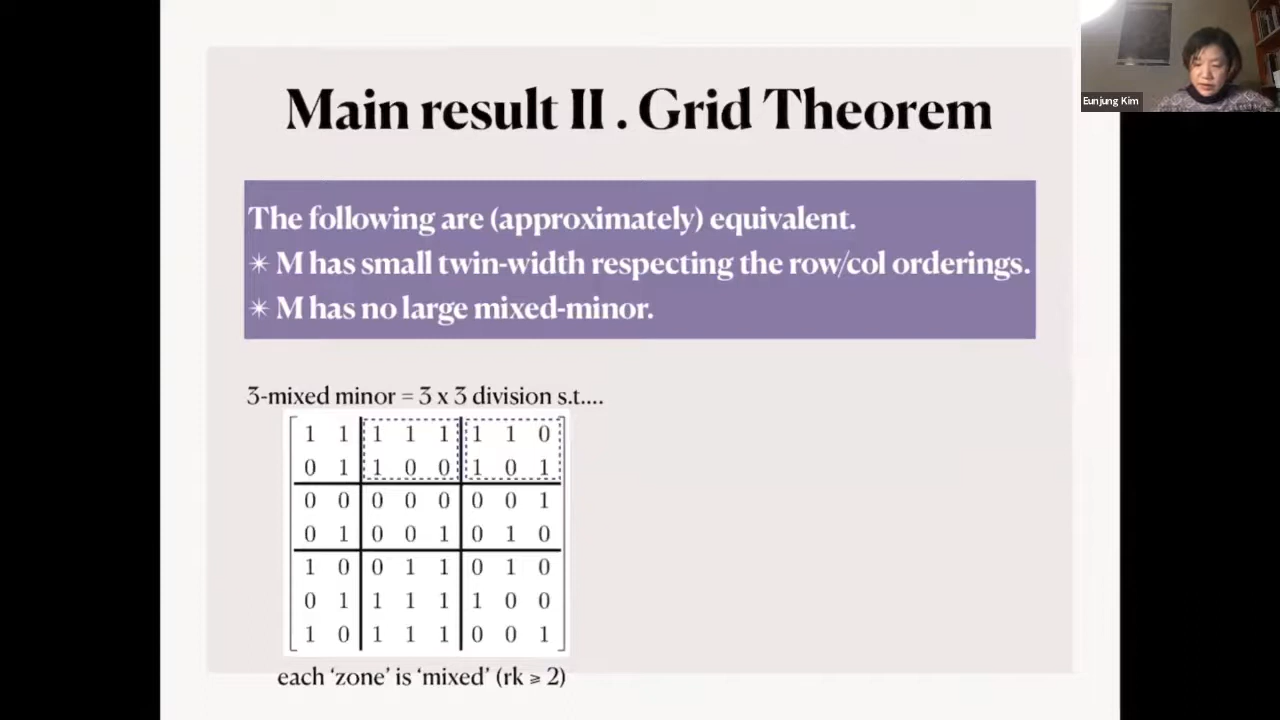 Main result II . Grid Theorem
Eunjung Kim
The following are (approximately) equivalent.
✴ M has small twin-width respecting the row/col orderings.
✴ M has no large mixed-minor.
3-mixed minor = 3 x 3 division s.t....
1 1 1 1 1 1 1 0
0 1 1 0 0 1 0 1
0 0 0 0 0 0 0 1
0 1 0 0 1 0 1 0
1 0 0 1 1 0 1 0
0 1 1 1 1 1 0 0
1 0 1 1 1 0 0 1
each ‘zone’ is ‘mixed’ (rk ⩾ 2)